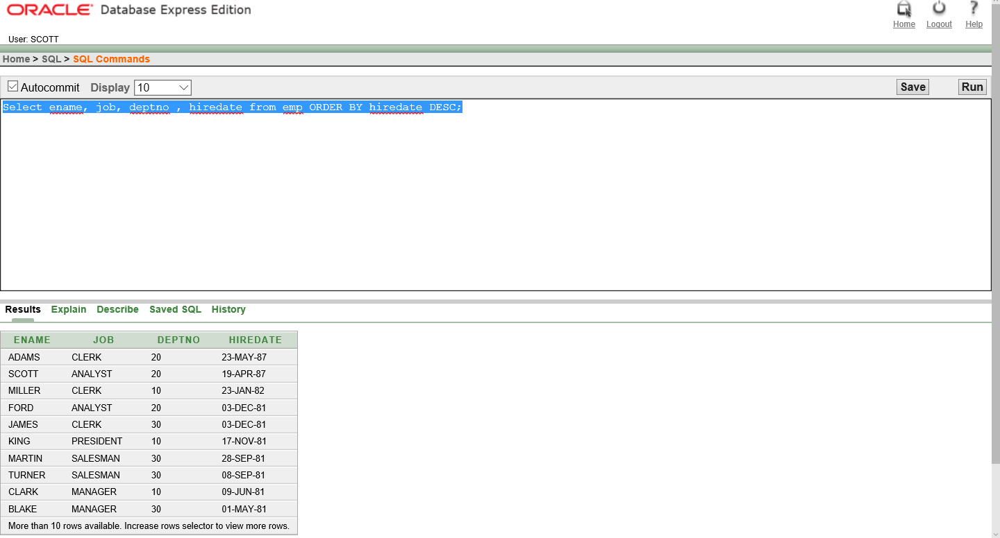 ORACLE Database Express Edition
Home Logout Help
User: SCOTT
Home > SQL > SQL Commands
Autocommit Display 10 Save Run
Select ename, job, deptno , hiredate from emp ORDER BY hiredate DESC;
Results Explain Describe Saved SQL History
ENAME JOB DEPTNO HIREDATE
ADAMS CLERK 20 23-MAY-87
SCOTT ANALYST 20 19-APR-87
MILLER CLERK 10 23-JAN-82
FORD ANALYST 20 03-DEC-81
JAMES CLERK 30 03-DEC-81
KING PRESIDENT 10 17-NOV-81
MARTIN SALESMAN 30 28-SEP-81
TURNER SALESMAN 30 08-SEP-81
CLARK MANAGER 10 09-JUN-81
BLAKE MANAGER 30 01-MAY-81
More than 10 rows available. Increase rows selector to view more rows.